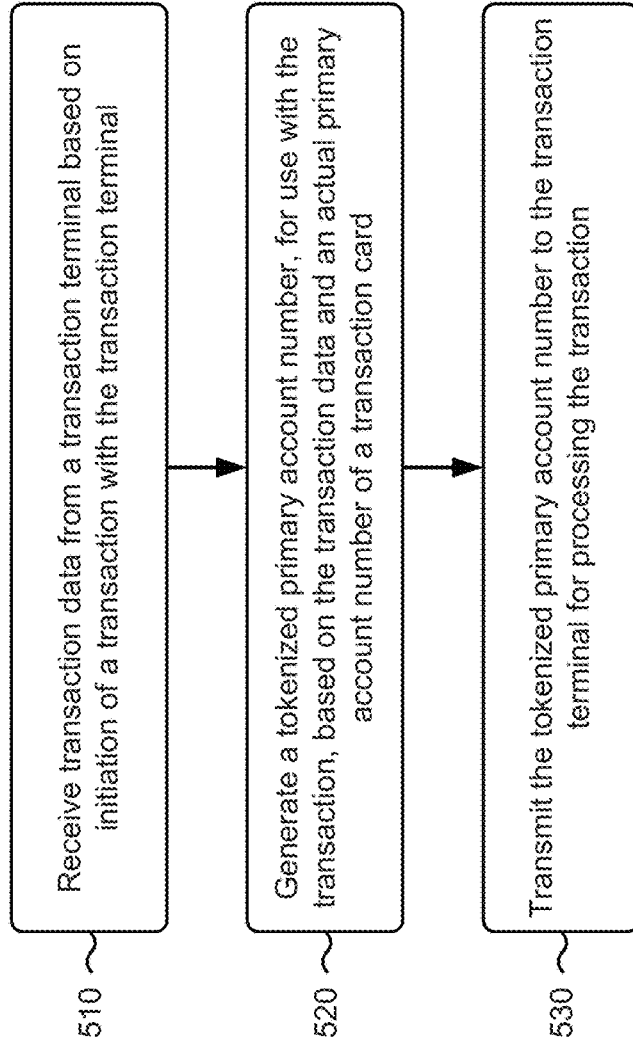 510
Receive transaction data from a transaction terminal based on
initiation of a transaction with the transaction terminal
520
Generate a tokenized primary account number, for use with the
transaction, based on the transaction data and an actual primary
account number of a transaction card
530
Transmit the tokenized primary account number to the transaction
terminal for processing the transaction